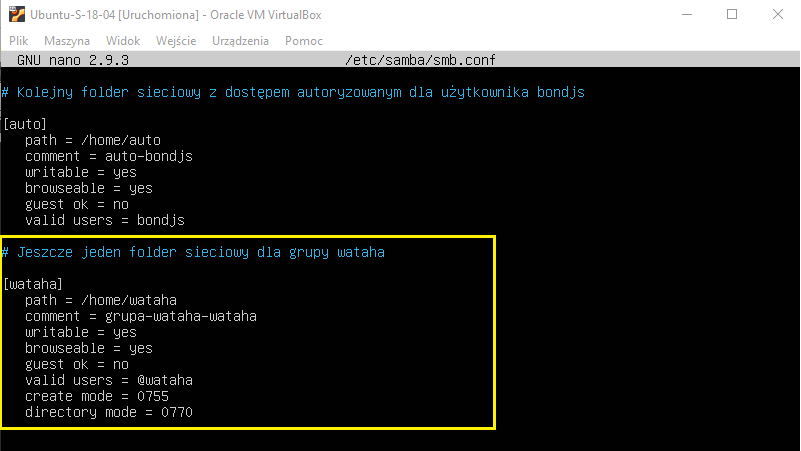 Ubuntu-S-18-04 [Uruchomiona] - Oracle VM VirtualBox
Plik Maszyna Widok Wejście Urządzenia Pomoc
GNU nano 2.9.3 /etc/samba/smb.conf
# Kolejny folder sieciowy z dostępem autoryzowanym dla użytkownika bondjs
[auto]
path = /home/auto
comment = auto-bondjs
writable = yes
browseable = yes
guest ok = no
valid users = bondjs
# Jeszcze jeden folder sieciowy dla grupy wataha
[wataha]
path = /home/wataha
comment = grupa-wataha-wataha
writable = yes
browseable = yes
guest ok = no
valid users = @wataha
create mode = 0755
directory mode = 0770